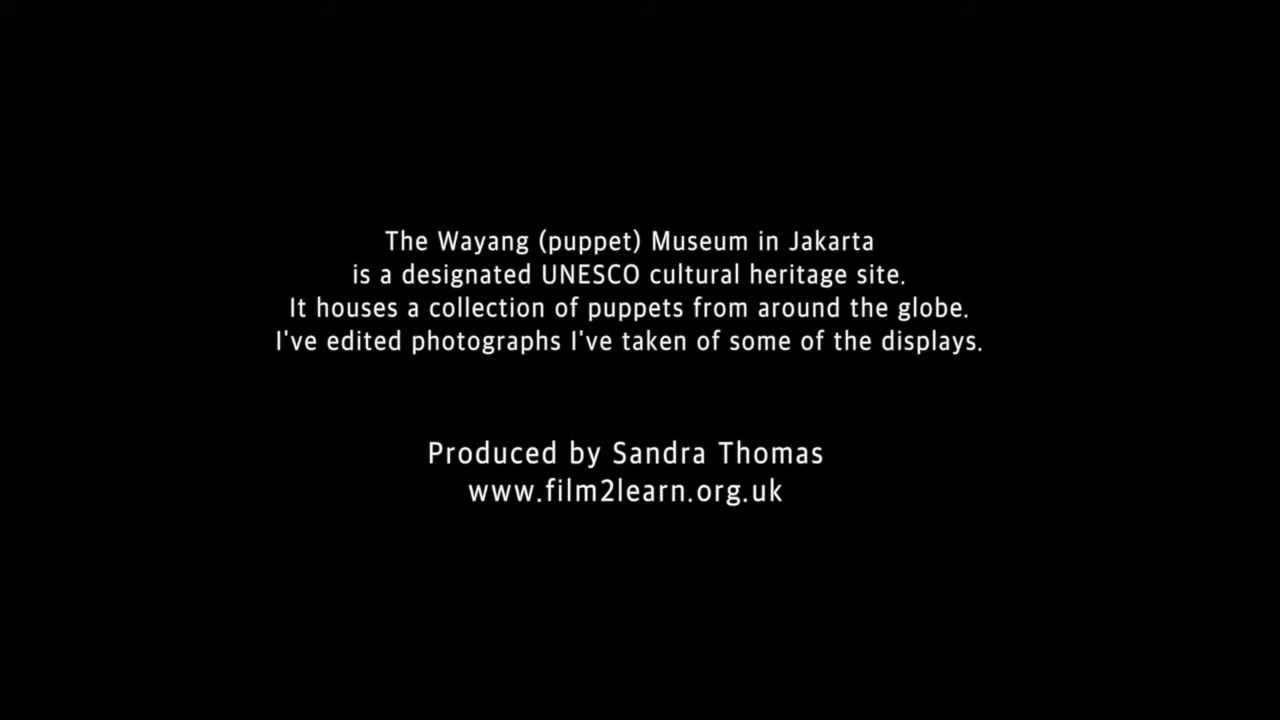 The Wayang (puppet) Museum in Jakarta
is a designated UNESCO cultural heritage site.
It houses a collection of puppets from around the globe.
I've edited photographs I've taken of some of the displays.
Produced by Sandra Thomas
www.film2learn.org.uk